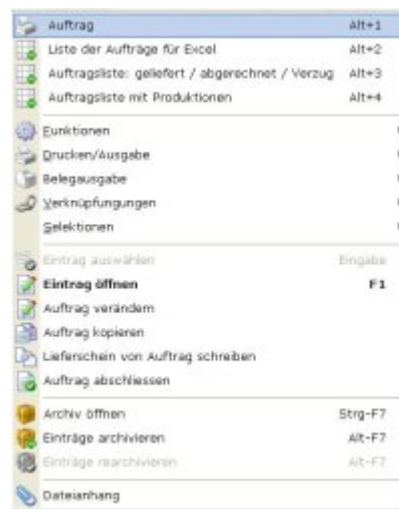 Auftrag Alt+1
Liste der Aufträge für Excel Alt+2
Auftragsliste: geliefert / abgerechnet / Verzug Alt+3
Auftragsliste mit Produktionen Alt+4
Funktionen
Drucken/Ausgabe
Belegausgabe
Verknüpfungungen
Selektionen
Eintrag auswählen Eingabe
Eintrag öffnen F1
Auftrag verändern
Auftrag kopieren
Lieferschein von Auftrag schreiben
Auftrag abschliessen
Archiv öffnen Strg-F7
Einträge archivieren Alt-F7
Einträge rearchivieren Alt-F7
Dateianhang